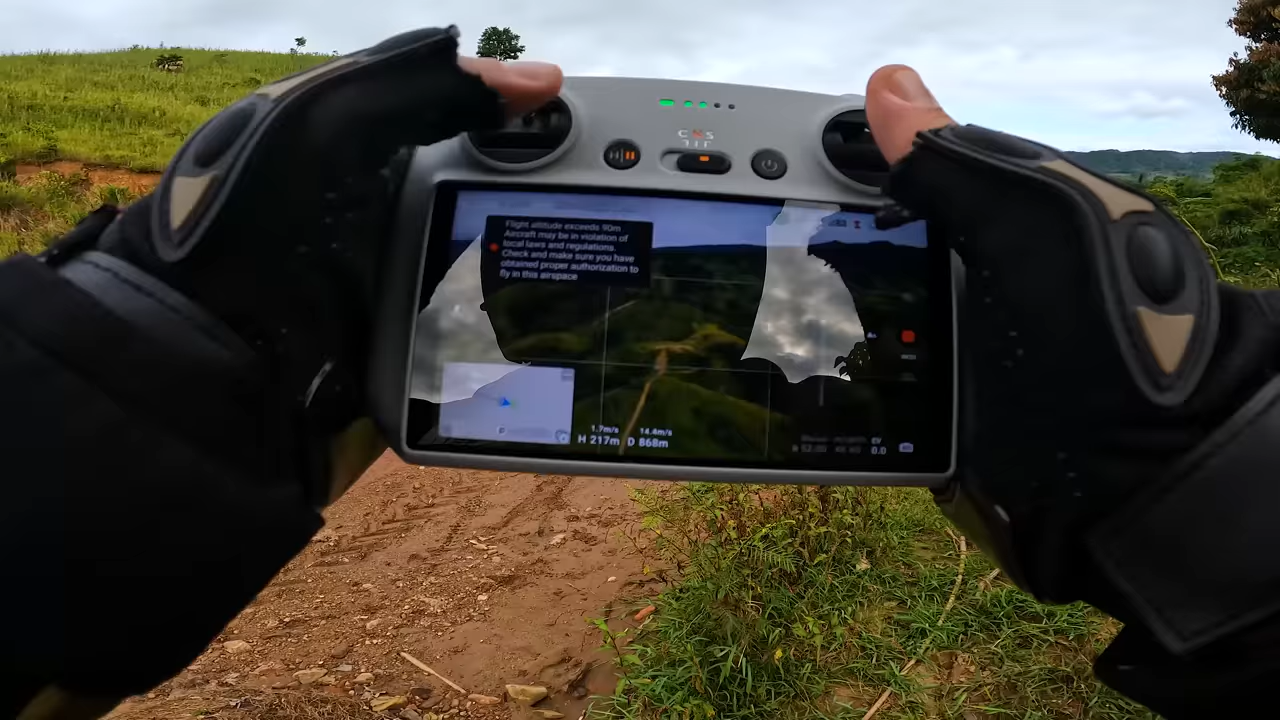 C N S
Flight altitude exceeds 90m
Aircraft may be in violation of
local laws and regulations.
Check and make sure you have
obtained proper authorization to
fly in this airspace
1.7m/s 14.4m/s
H 217m D 868m
EV
0.0